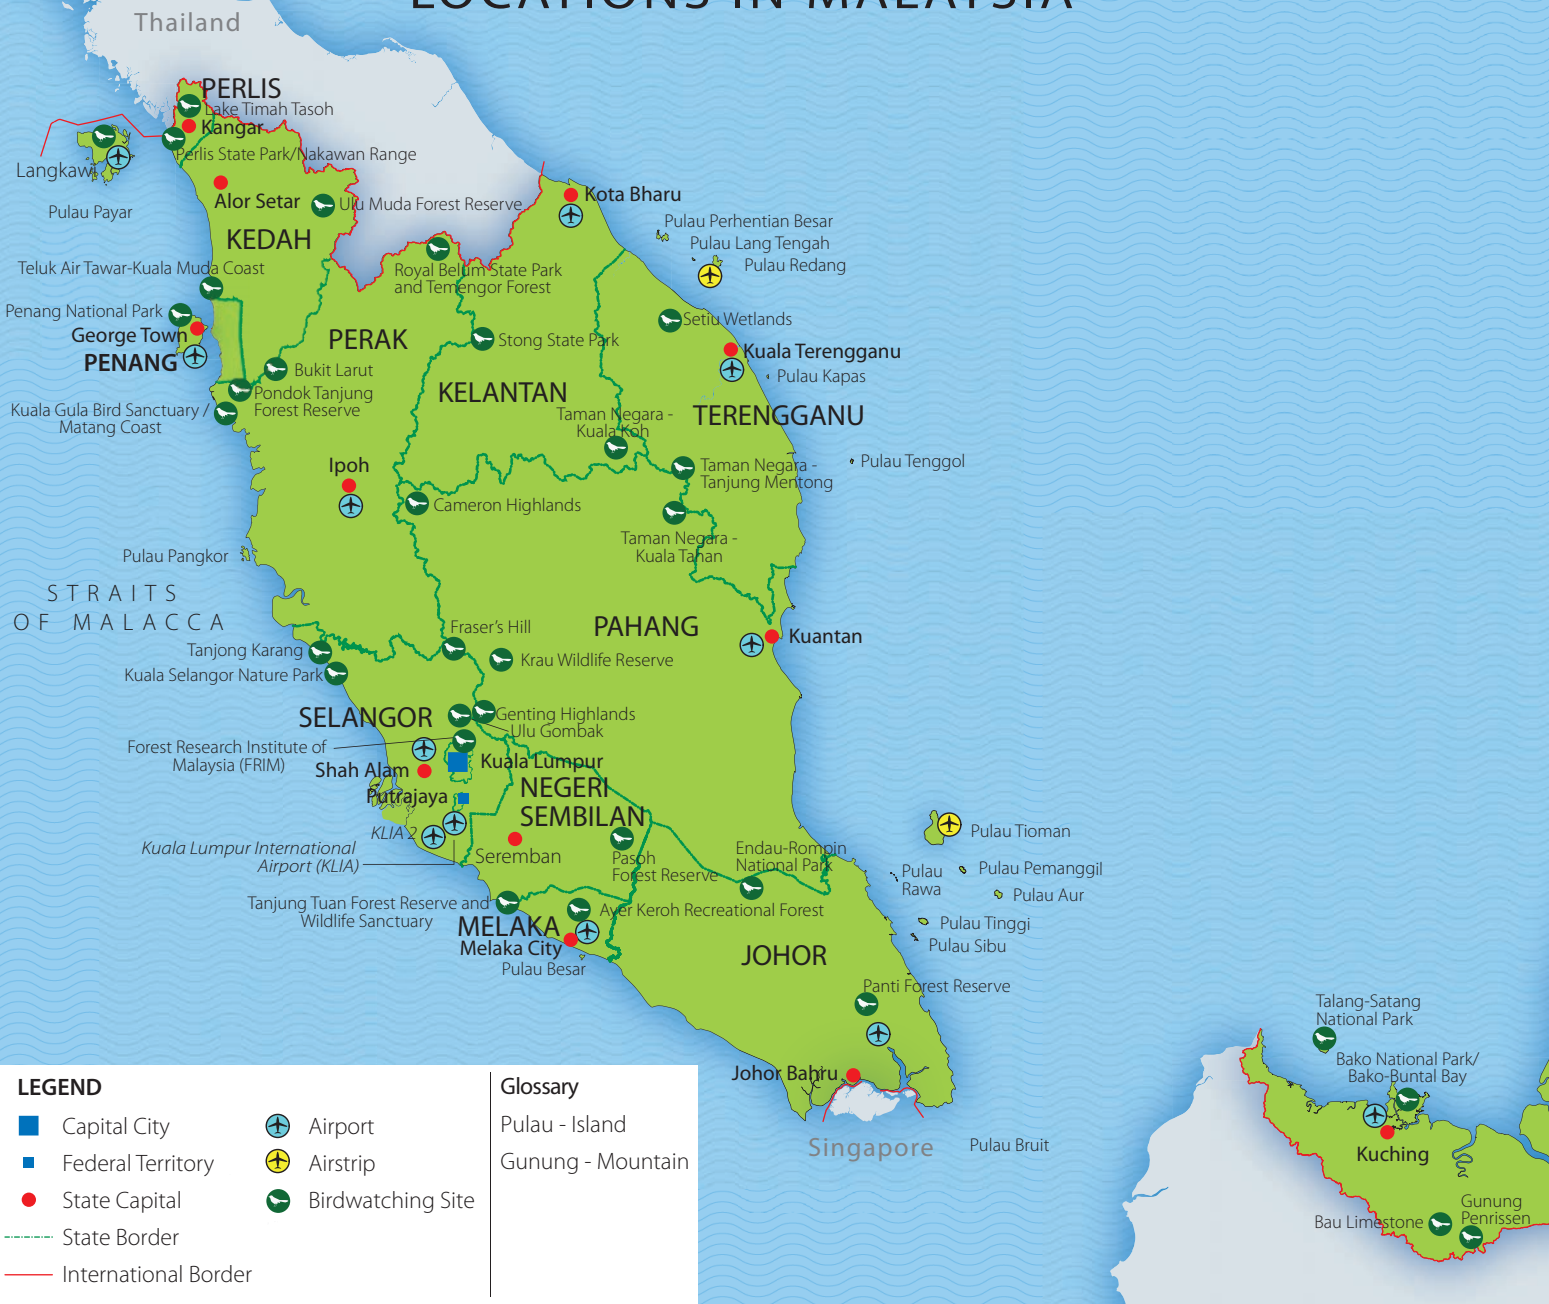 LOCATIONS IN MALAYSIA
Thailand
PERLIS
Lake Timah Tasoh
Kangar
Perlis State Park/Nakawan Range
Langkawi
Alor Setar
Ulu Muda Forest Reserve
Kota Bharu
Pulau Payar
KEDAH
Pulau Perhentian Besar
Pulau Lang Tengah
Pulau Redang
Teluk Air Tawar-Kuala Muda Coast
Royal Belum State Park
and Temengor Forest
Penang National Park
George Town
PENANG
PERAK
Stong State Park
Setiu Wetlands
Kuala Terengganu
Pulau Kapas
Bukit Larut
Pondok Tanjung
Forest Reserve
KELANTAN
Kuala Gula Bird Sanctuary /
Matang Coast
Taman Negara -
Kuala Koh
TERENGGANU
Ipoh
Taman Negara -
Tanjung Mentong
Pulau Tenggol
Cameron Highlands
Taman Negara -
Kuala Tahan
Pulau Pangkor
STRAITS
OF MALACCA
Fraser's Hill
PAHANG
Kuantan
Tanjong Karang
Krau Wildlife Reserve
Kuala Selangor Nature Park
SELANGOR
Genting Highlands
Ulu Gombak
Forest Research Institute of
Malaysia (FRIM)
Shah Alam
Kuala Lumpur
NEGERI
SEMBILAN
Putrajaya
KLIA 2
Kuala Lumpur International
Airport (KLIA)
Seremban
Pasoh
Forest Reserve
Endau-Rompin
National Park
Pulau Tioman
Pulau
Rawa
Pulau Pemanggil
Pulau Aur
Tanjung Tuan Forest Reserve and
Wildlife Sanctuary
MELAKA
Melaka City
Ayer Keroh Recreational Forest
Pulau Tinggi
Pulau Sibu
Pulau Besar
JOHOR
Panti Forest Reserve
Talang-Satang
National Park
Bako National Park/
Bako-Buntal Bay
Johor Bahru
Singapore
Pulau Bruit
Kuching
Bau Limestone
Gunung
Penrissen
LEGEND
Capital City
Federal Territory
State Capital
State Border
International Border
Airport
Airstrip
Birdwatching Site
Glossary
Pulau - Island
Gunung - Mountain